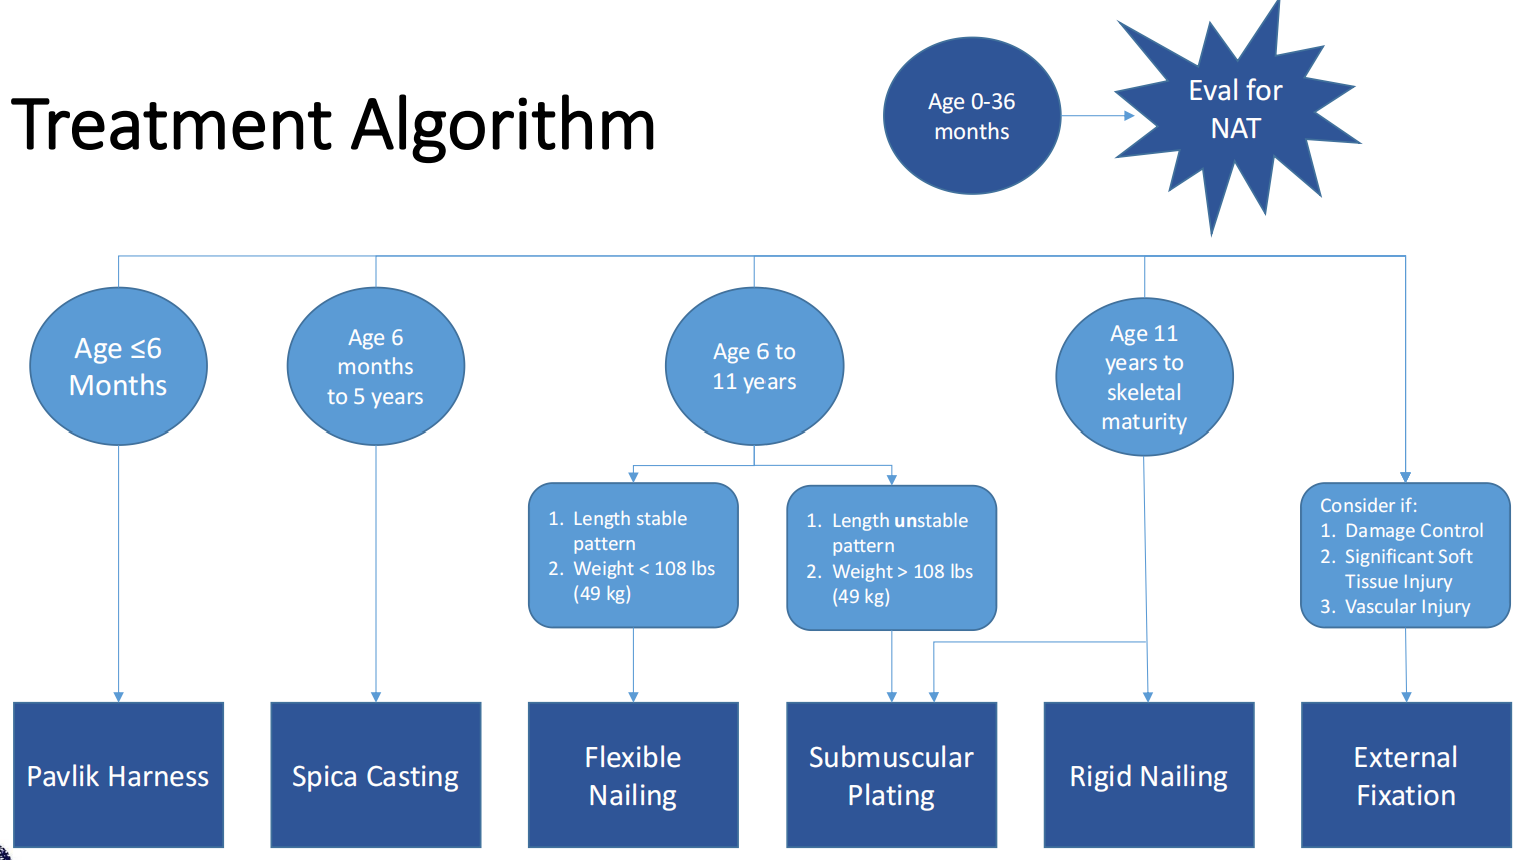 Treatment Algorithm
Age 0-36
months
Eval for
NAT
Age ≤6
Months
Age 6
months
to 5 years
Age 6 to
11 years
Age 11
years to
skeletal
maturity
1. Length stable
pattern
2. Weight < 108 lbs
(49 kg)
1. Length unstable
pattern
2. Weight > 108 lbs
(49 kg)
Consider if:
1. Damage Control
2. Significant Soft
Tissue Injury
3. Vascular Injury
Pavlik Harness
Spica Casting
Flexible
Nailing
Submuscular
Plating
Rigid Nailing
External
Fixation